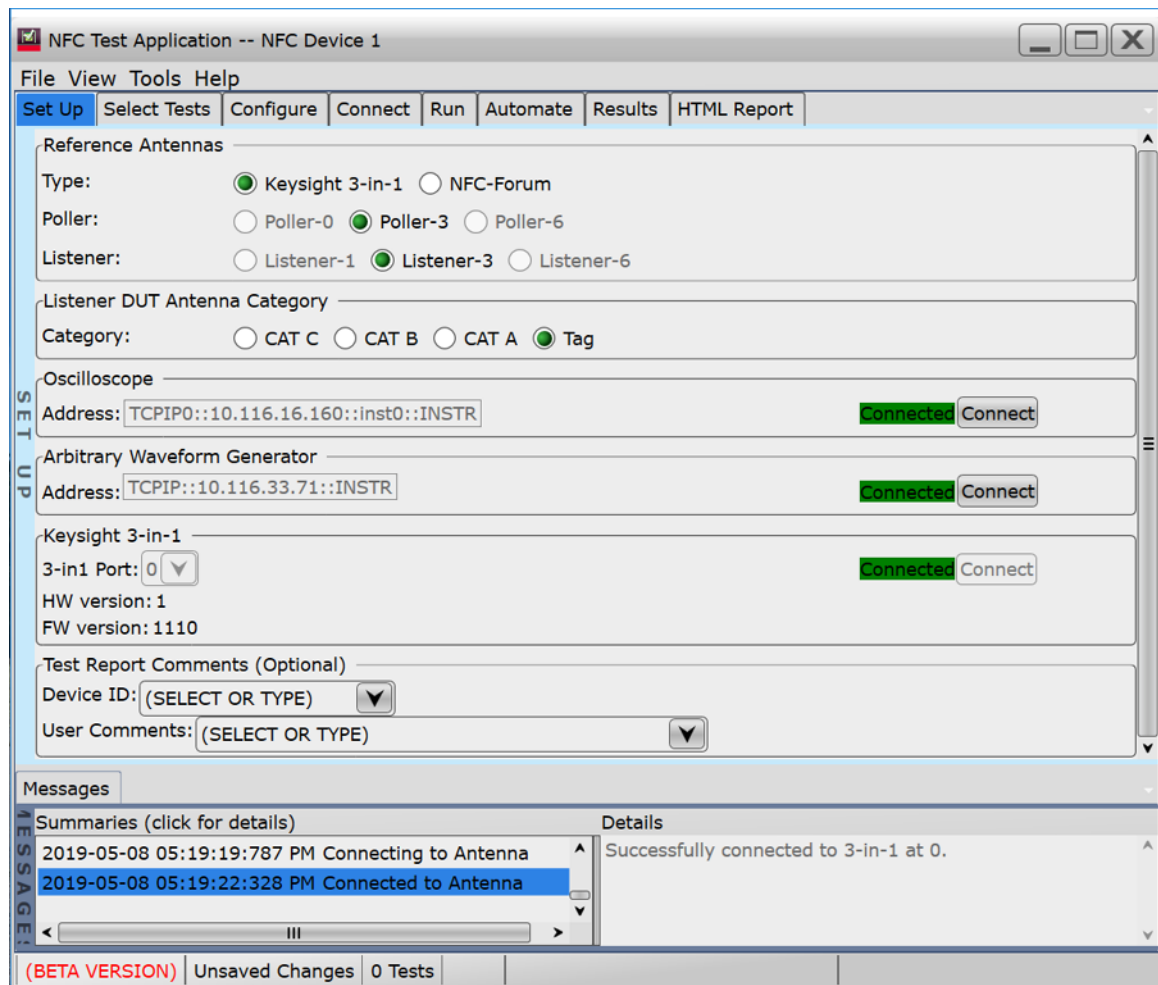 NFC Test Application -- NFC Device 1
File View Tools Help
Set Up Select Tests Configure Connect Run Automate Results HTML Report
SET UP
Reference Antennas
Type: Keysight 3-in-1 NFC-Forum
Poller: Poller-0 Poller-3 Poller-6
Listener: Listener-1 Listener-3 Listener-6
Listener DUT Antenna Category
Category: CAT C CAT B CAT A Tag
Oscilloscope
Address: TCPIP0::10.116.16.160::inst0::INSTR Connected Connect
Arbitrary Waveform Generator
Address: TCPIP::10.116.33.71::INSTR Connected Connect
Keysight 3-in-1
3-in1 Port: 0 Connected Connect
HW version: 1
FW version: 1110
Test Report Comments (Optional)
Device ID: (SELECT OR TYPE)
User Comments: (SELECT OR TYPE)
Messages
MESSAGES
Summaries (click for details) Details
2019-05-08 05:19:19:787 PM Connecting to Antenna Successfully connected to 3-in-1 at 0.
2019-05-08 05:19:22:328 PM Connected to Antenna
(BETA VERSION) Unsaved Changes 0 Tests